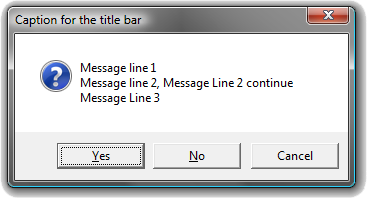 Caption for the title bar
Message line 1
Message line 2, Message Line 2 continue
Message Line 3
Yes No Cancel